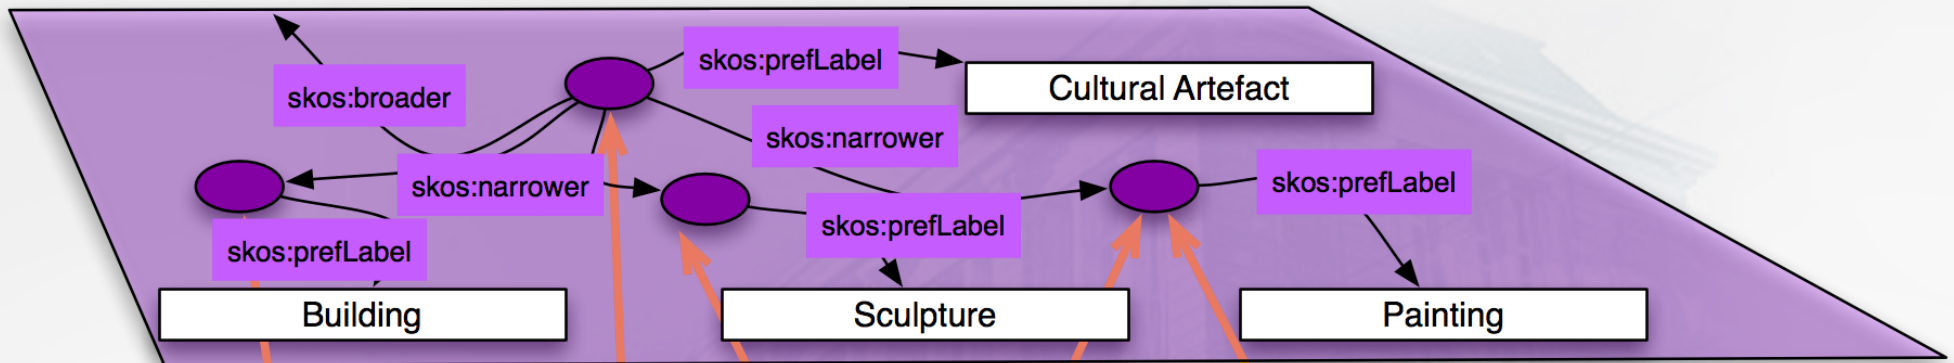 skos:prefLabel
skos:broader
Cultural Artefact
skos:narrower
skos:narrower
skos:prefLabel
skos:prefLabel
skos:prefLabel
Building
Sculpture
Painting